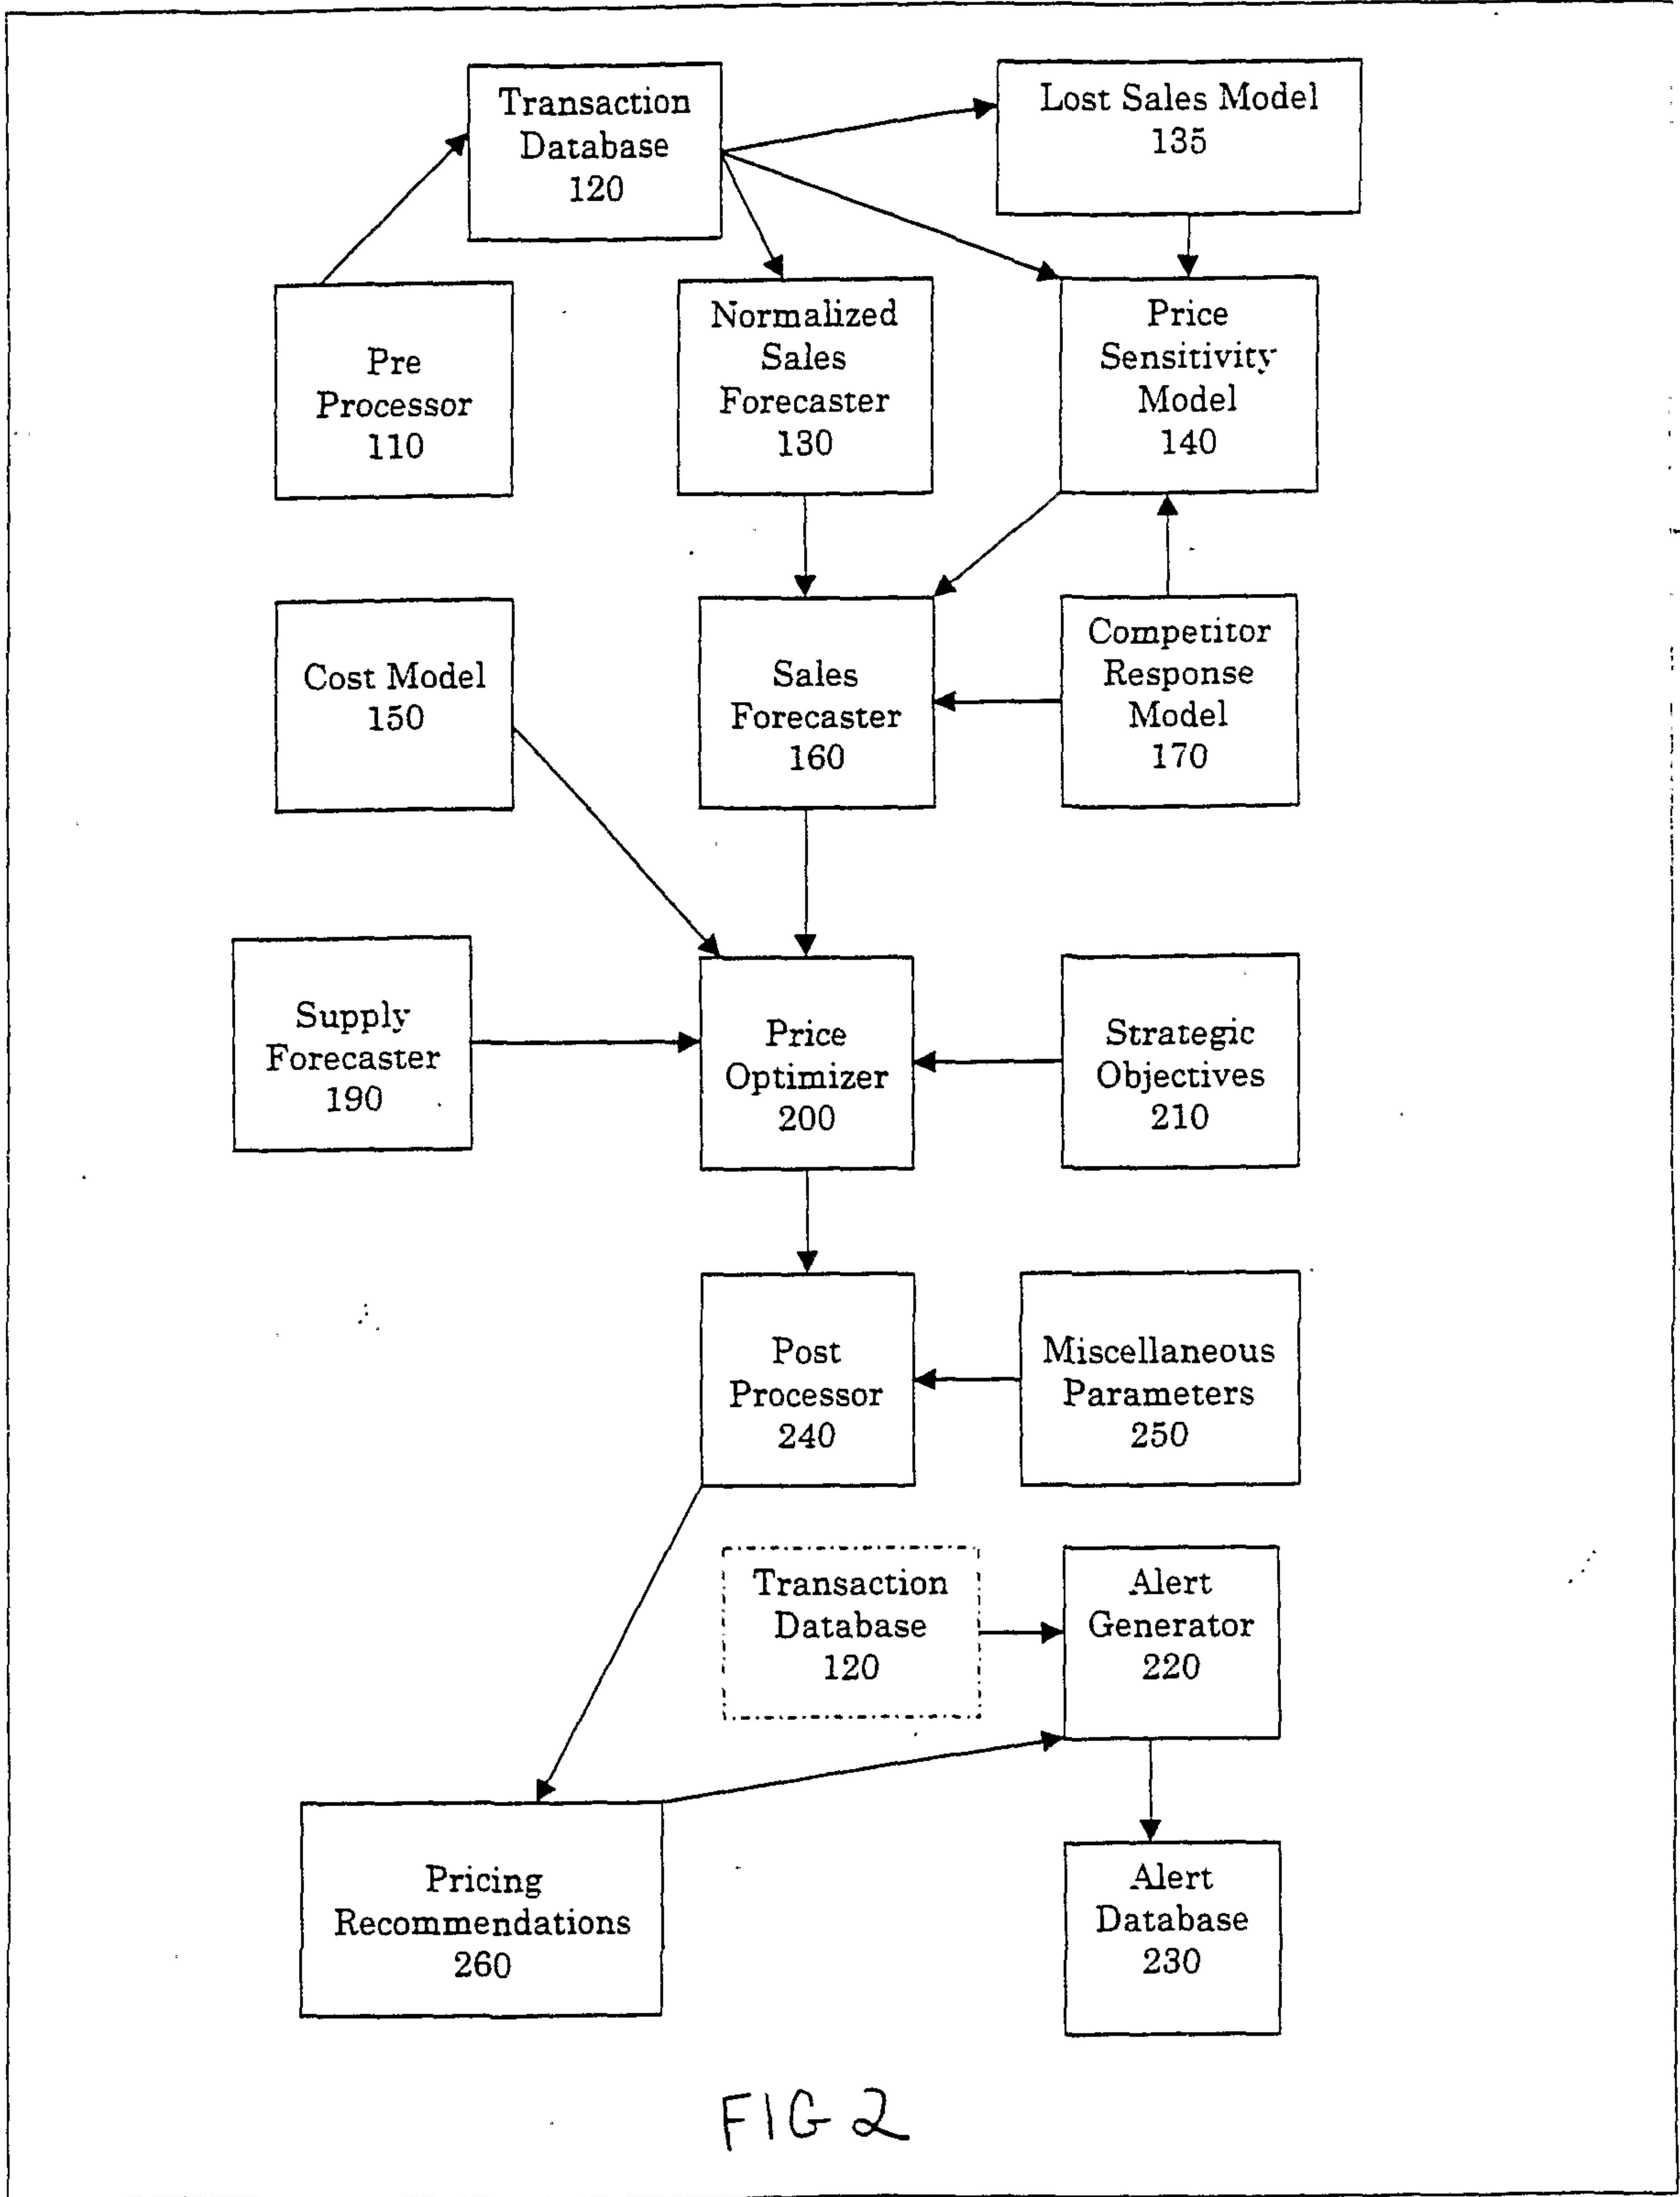 Transaction
Database
120
Lost Sales Model
135
Pre
Processor
110
Normalized
Sales
Forecaster
130
Price
Sensitivity
Model
140
Cost Model
150
Sales
Forecaster
160
Competitor
Response
Model
170
Supply
Forecaster
190
Price
Optimizer
200
Strategic
Objectives
210
Post
Processor
240
Miscellaneous
Parameters
250
Transaction
Database
120
Alert
Generator
220
Pricing
Recommendations
260
Alert
Database
230
FIG 2